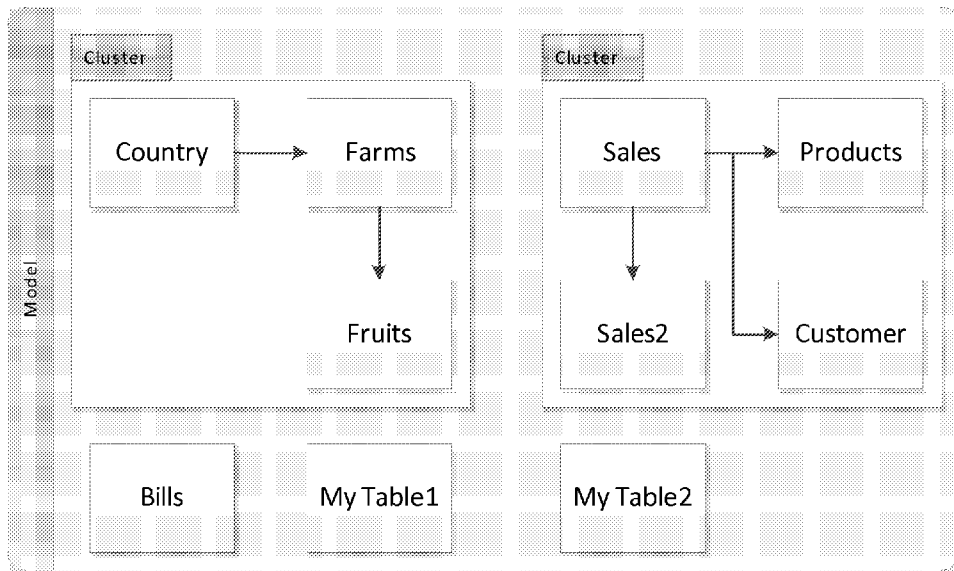 Cluster
Cluster
Country
Farms
Sales
Products
Model
Fruits
Sales2
Customer
Bills
My Table1
My Table2